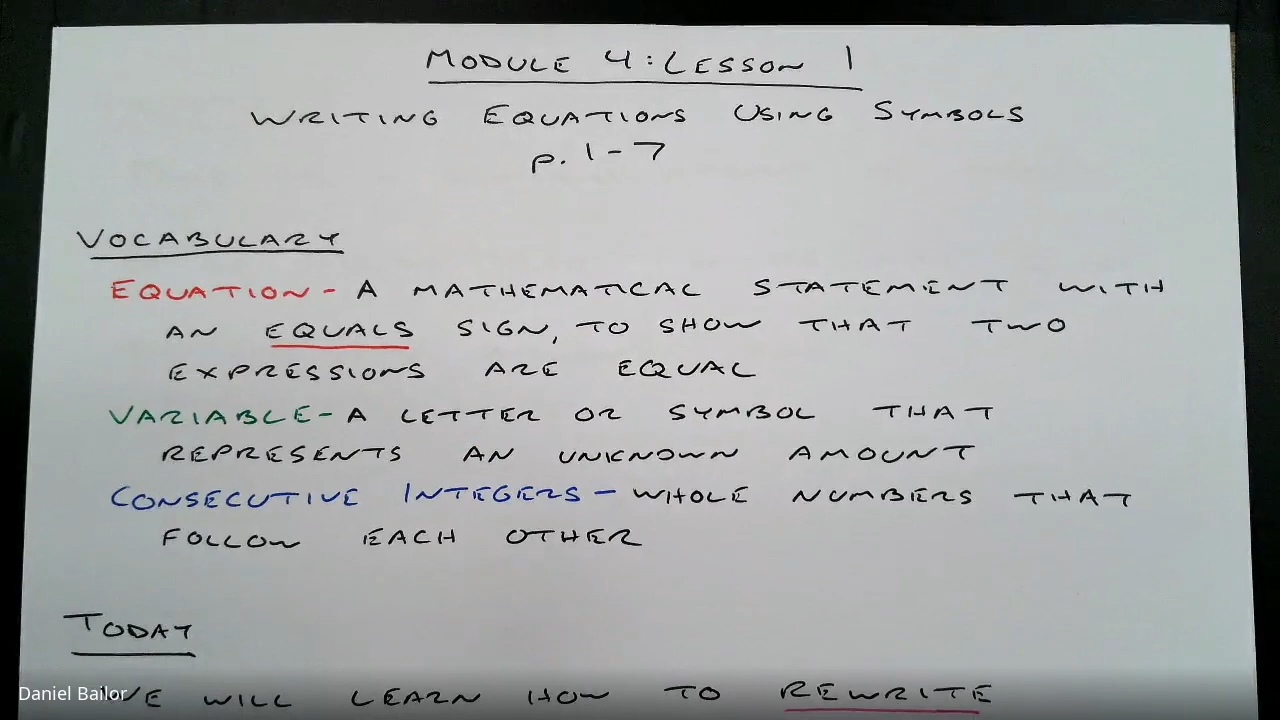 MODULE 4: LESSON 1
WRITING EQUATIONS USING SYMBOLS
p. 1-7
VOCABULARY
EQUATION - A MATHEMATICAL STATEMENT WITH
AN EQUALS SIGN, TO SHOW THAT TWO
EXPRESSIONS ARE EQUAL
VARIABLE - A LETTER OR SYMBOL THAT
REPRESENTS AN UNKNOWN AMOUNT
CONSECUTIVE INTEGERS - WHOLE NUMBERS THAT
FOLLOW EACH OTHER
TODAY
WE WILL LEARN HOW TO REWRITE
Daniel Bailor